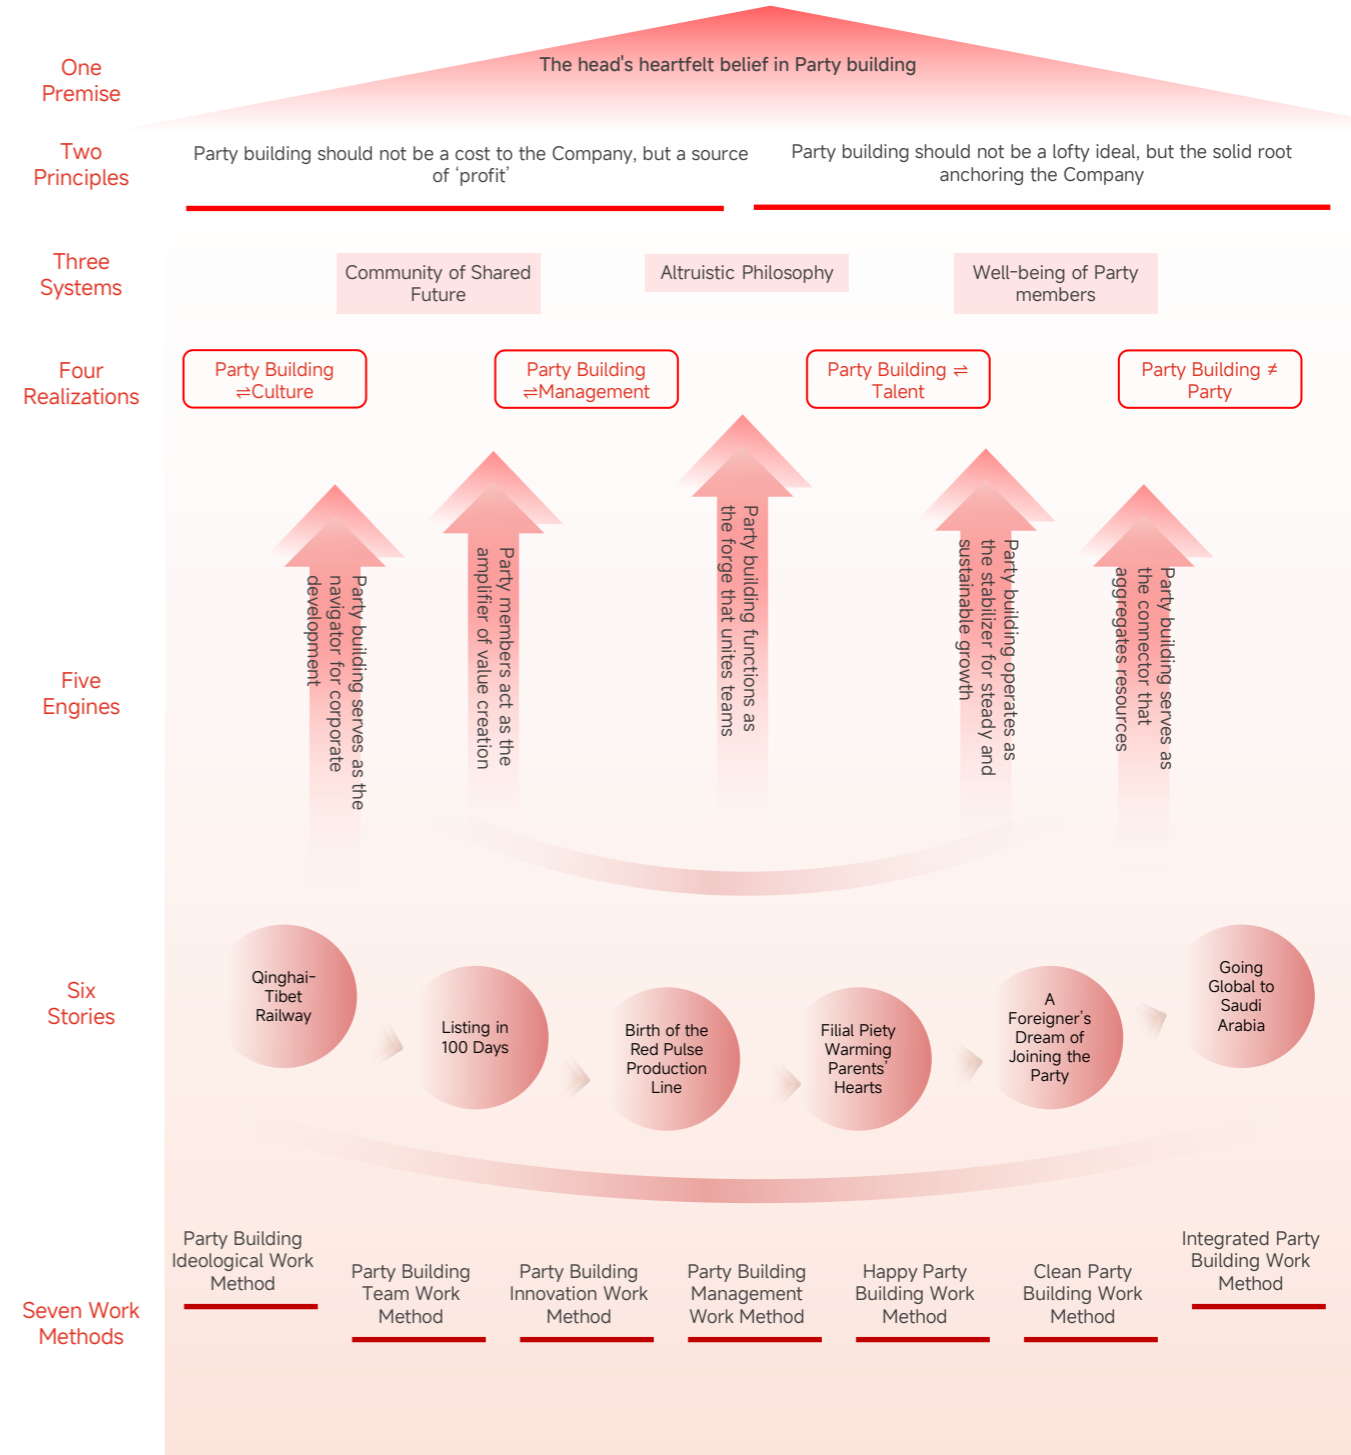 One
Premise
The head's heartfelt belief in Party building
Two
Principles
Party building should not be a cost to the Company, but a source
of ‘profit’
Party building should not be a lofty ideal, but the solid root
anchoring the Company
Three
Systems
Community of Shared
Future
Altruistic Philosophy
Well-being of Party
members
Four
Realizations
Party Building
⇌Culture
Party Building
⇌Management
Party Building ⇌
Talent
Party Building ≠
Party
Five
Engines
Party building serves as the
navigator for corporate
development
Party members act as the
amplifier of value creation
Party building functions as
the forge that unites teams
Party building operates as
the stabilizer for steady and
sustainable growth
Party building serves as
the connector that
aggregates resources
Six
Stories
Qinghai-
Tibet
Railway
Listing in
100 Days
Birth of the
Red Pulse
Production
Line
Filial Piety
Warming
Parents’
Hearts
A
Foreigner’s
Dream of
Joining the
Party
Going
Global to
Saudi
Arabia
Seven Work
Methods
Party Building
Ideological Work
Method
Party Building
Team Work
Method
Party Building
Innovation Work
Method
Party Building
Management
Work Method
Happy Party
Building Work
Method
Clean Party
Building Work
Method
Integrated Party
Building Work
Method